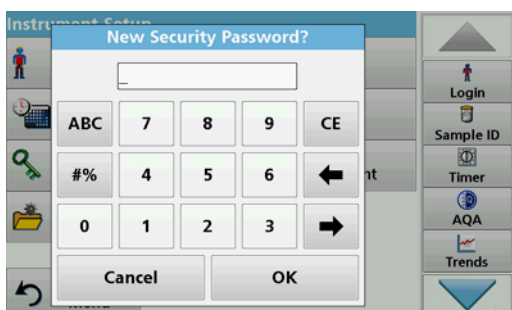 Instrument Setup
New Security Password?
_
ABC 7 8 9 CE
#% 4 5 6
0 1 2 3
Cancel OK
Menu
Login
Sample ID
Timer
AQA
Trends